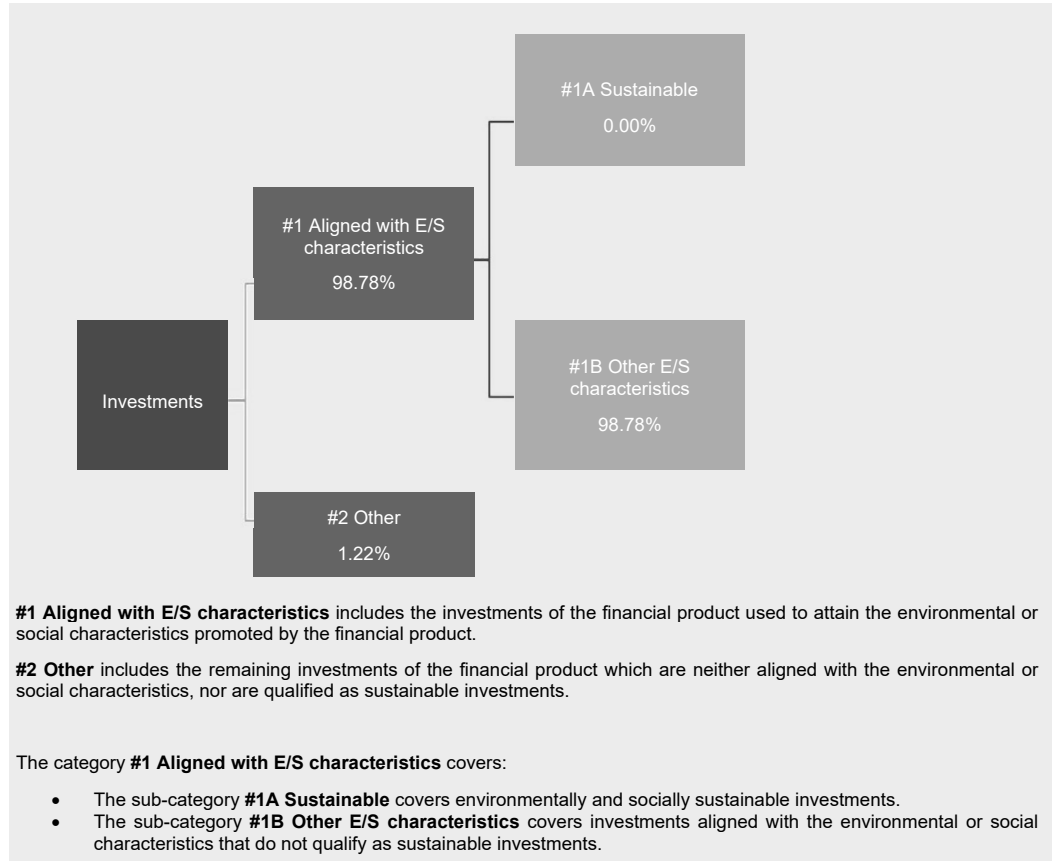 #1A Sustainable
0.00%
#1 Aligned with E/S
characteristics
98.78%
Investments
#1B Other E/S
characteristics
98.78%
#2 Other
1.22%
#1 Aligned with E/S characteristics includes the investments of the financial product used to attain the environmental or
social characteristics promoted by the financial product.
#2 Other includes the remaining investments of the financial product which are neither aligned with the environmental or
social characteristics, nor are qualified as sustainable investments.
The category #1 Aligned with E/S characteristics covers:
• The sub-category #1A Sustainable covers environmentally and socially sustainable investments.
• The sub-category #1B Other E/S characteristics covers investments aligned with the environmental or social
characteristics that do not qualify as sustainable investments.